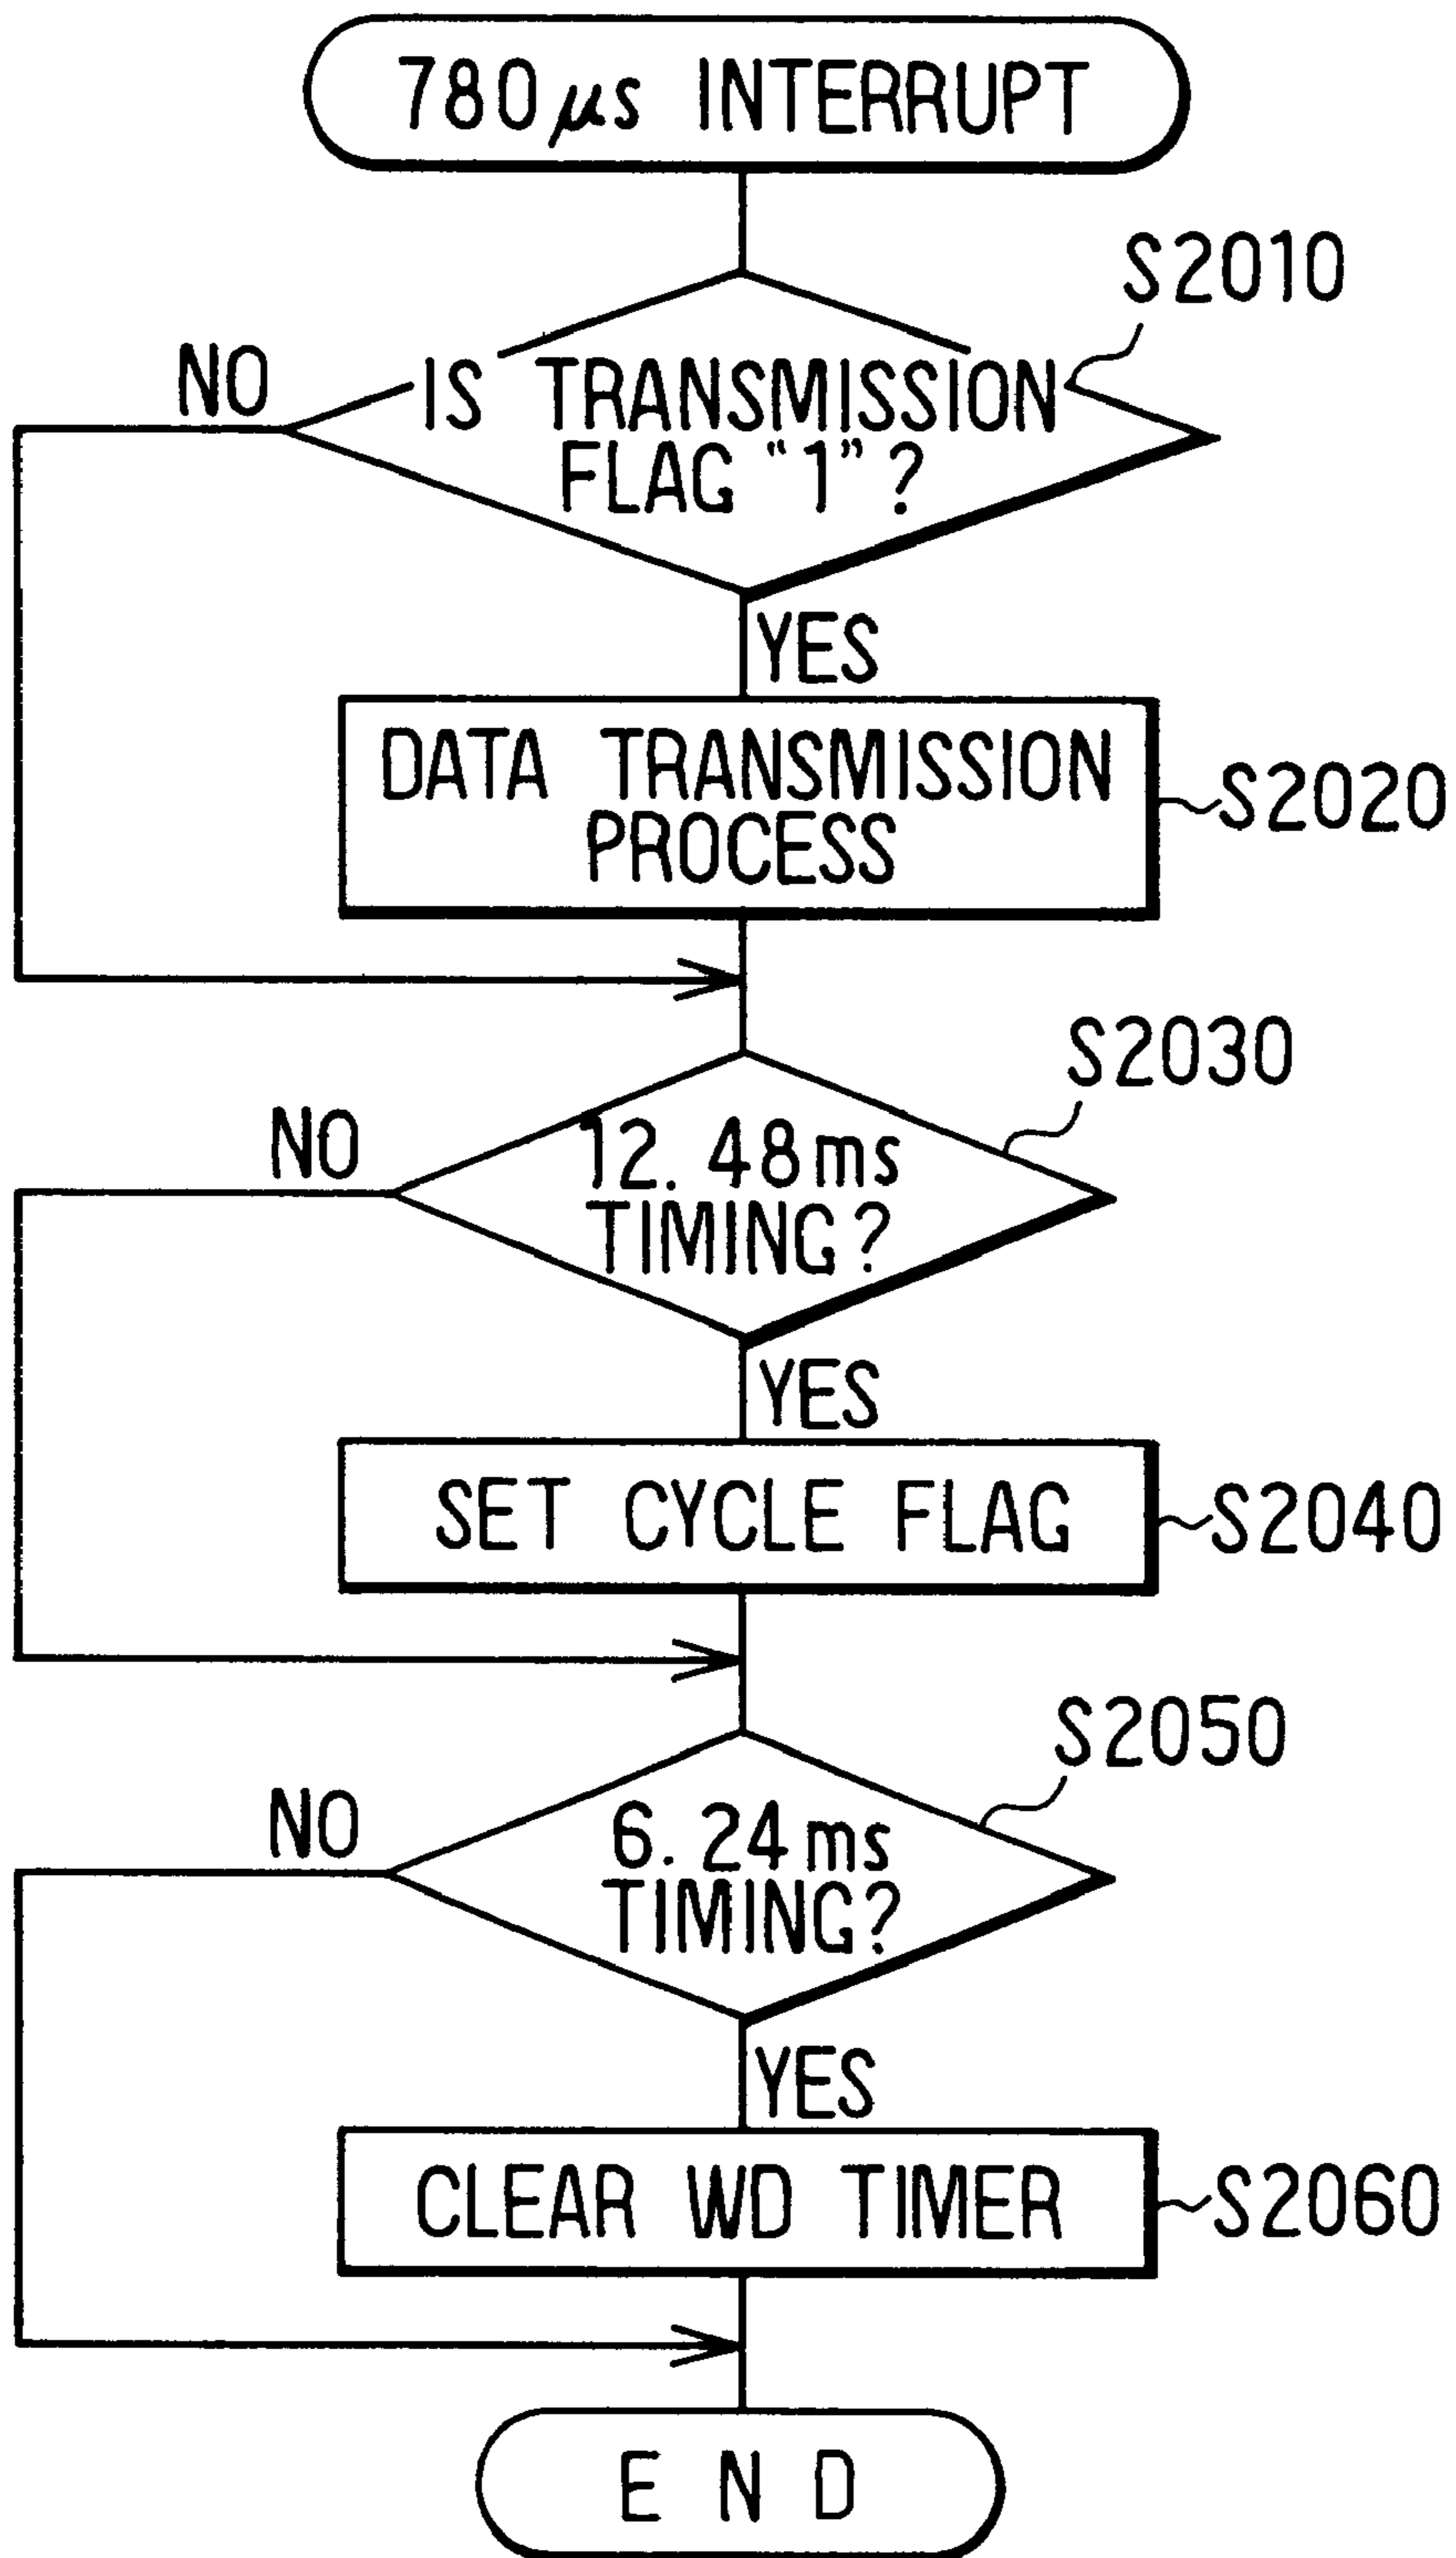 780μs INTERRUPT
S2010
NO
IS TRANSMISSION
FLAG “1”?
YES
DATA TRANSMISSION
PROCESS
S2020
S2030
NO
12.48ms
TIMING?
YES
SET CYCLE FLAG
S2040
S2050
NO
6.24ms
TIMING?
YES
CLEAR WD TIMER
S2060
END